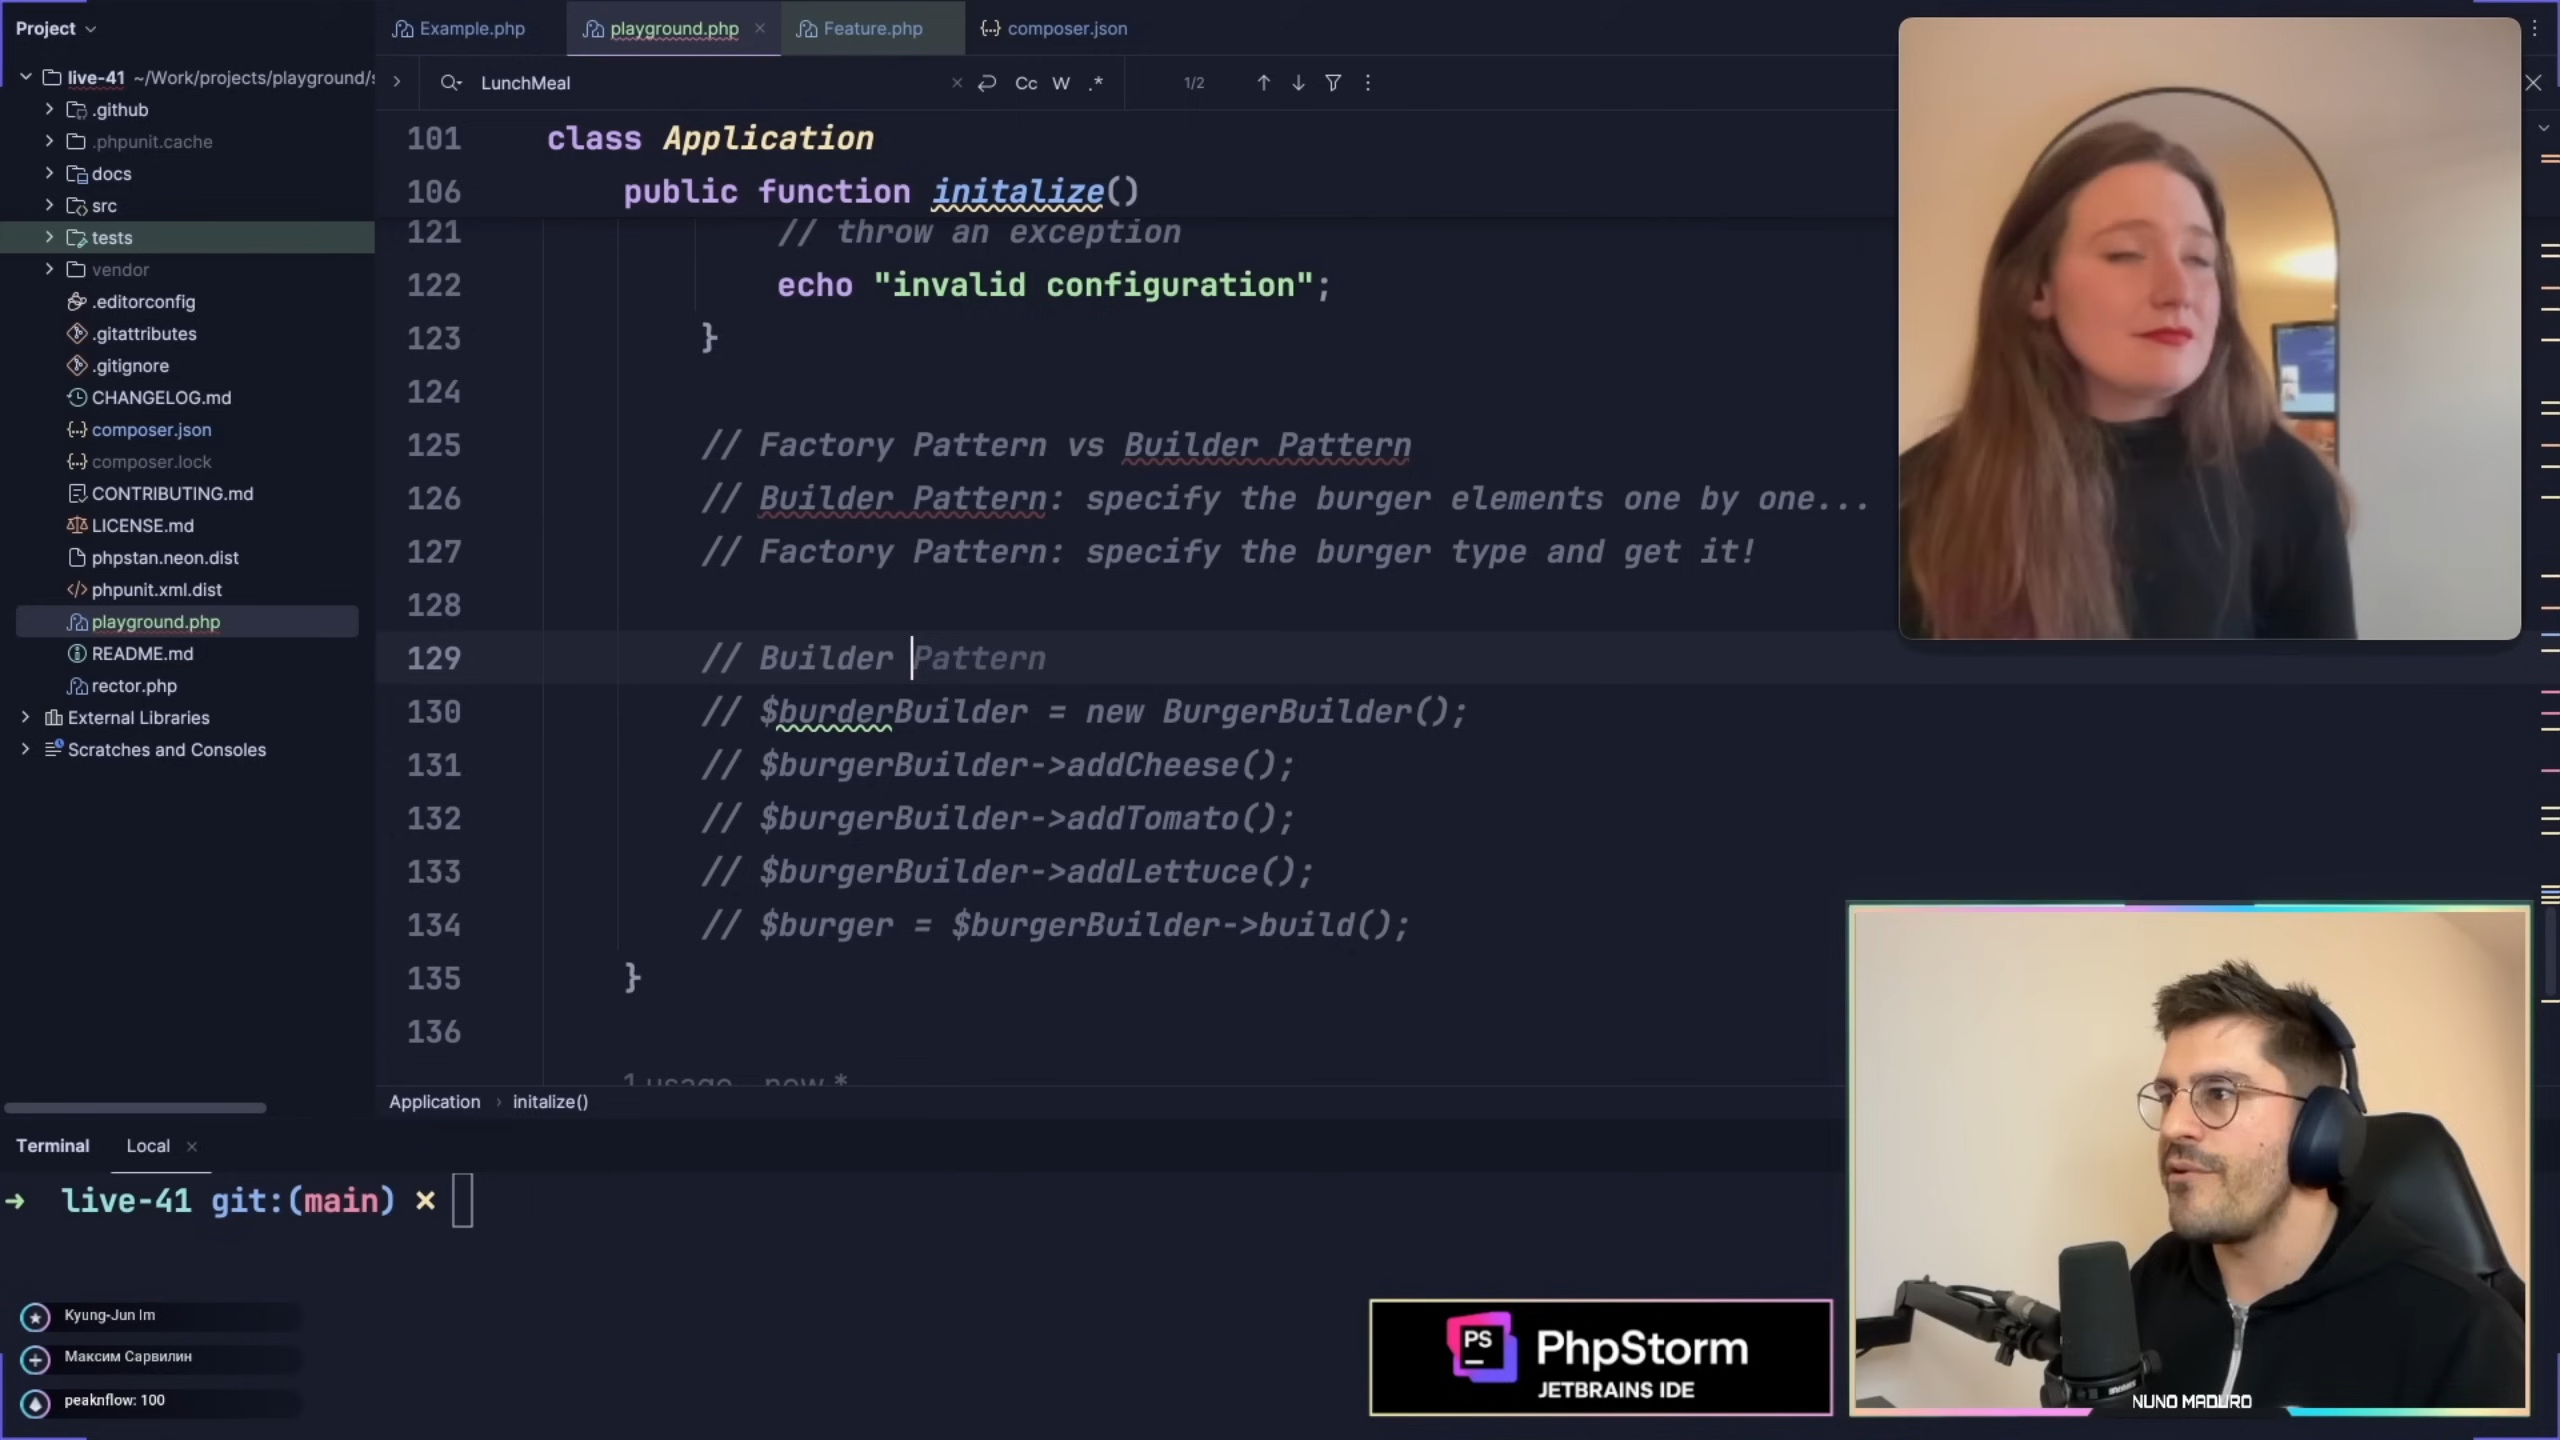 Project
Example.php
playground.php
Feature.php
composer.json
live-41 ~/Work/projects/playground/s
.github
.phpunit.cache
docs
src
tests
vendor
.editorconfig
.gitattributes
.gitignore
CHANGELOG.md
composer.json
composer.lock
CONTRIBUTING.md
LICENSE.md
phpstan.neon.dist
phpunit.xml.dist
playground.php
README.md
rector.php
External Libraries
Scratches and Consoles
LunchMeal
Cc W .*
1/2
101 class Application
106 public function initalize()
121 // throw an exception
122 echo "invalid configuration";
123 }
124
125 // Factory Pattern vs Builder Pattern
126 // Builder Pattern: specify the burger elements one by one...
127 // Factory Pattern: specify the burger type and get it!
128
129 // Builder Pattern
130 // $burderBuilder = new BurgerBuilder();
131 // $burgerBuilder->addCheese();
132 // $burgerBuilder->addTomato();
133 // $burgerBuilder->addLettuce();
134 // $burger = $burgerBuilder->build();
135 }
136
1 usage new *
Application › initalize()
Terminal Local
→ live-41 git:(main) ×
Kyung-Jun Im
Максим Сарвилин
peaknflow: 100
PS
PhpStorm
JETBRAINS IDE
NUNO MADURO